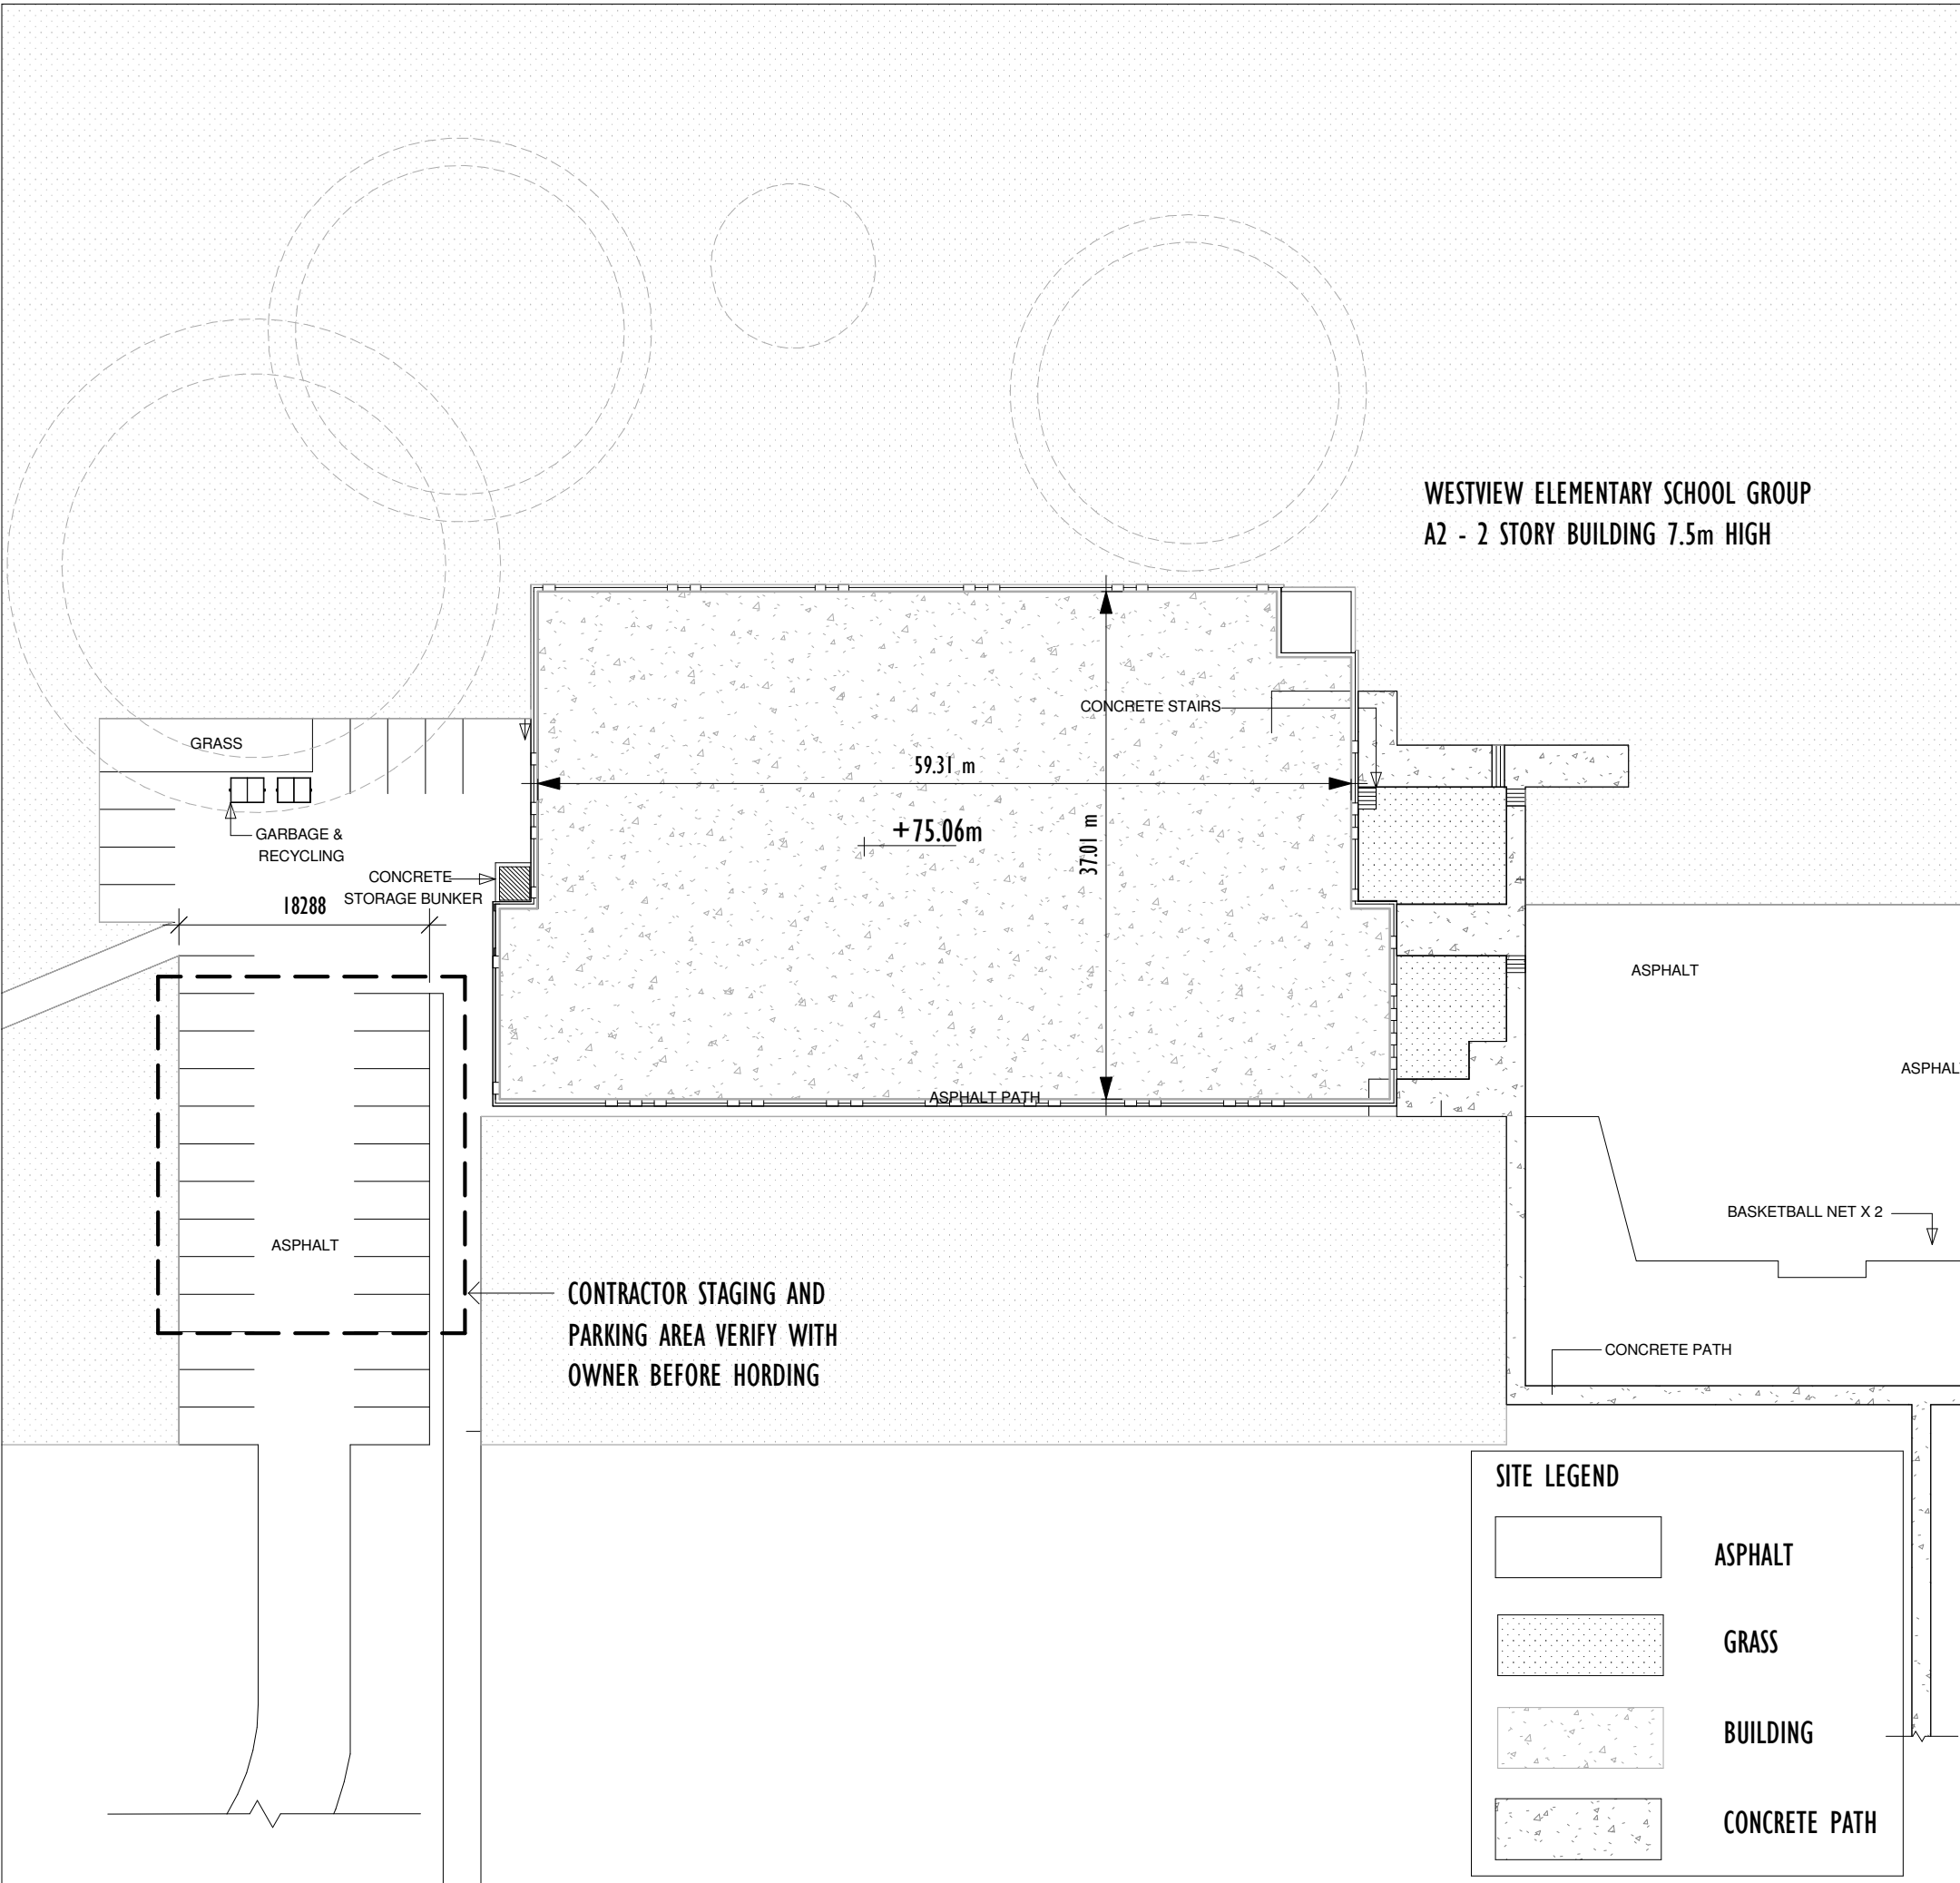 WESTVIEW ELEMENTARY SCHOOL GROUP
A2 - 2 STORY BUILDING 7.5m HIGH
CONCRETE STAIRS
GRASS
59.31 m
+75.06m
37.01 m
GARBAGE &
RECYCLING
CONCRETE
STORAGE BUNKER
18288
ASPHALT
ASPHAL
ASPHALT PATH
BASKETBALL NET X 2
ASPHALT
CONTRACTOR STAGING AND
PARKING AREA VERIFY WITH
OWNER BEFORE HORDING
CONCRETE PATH
SITE LEGEND
ASPHALT
GRASS
BUILDING
CONCRETE PATH